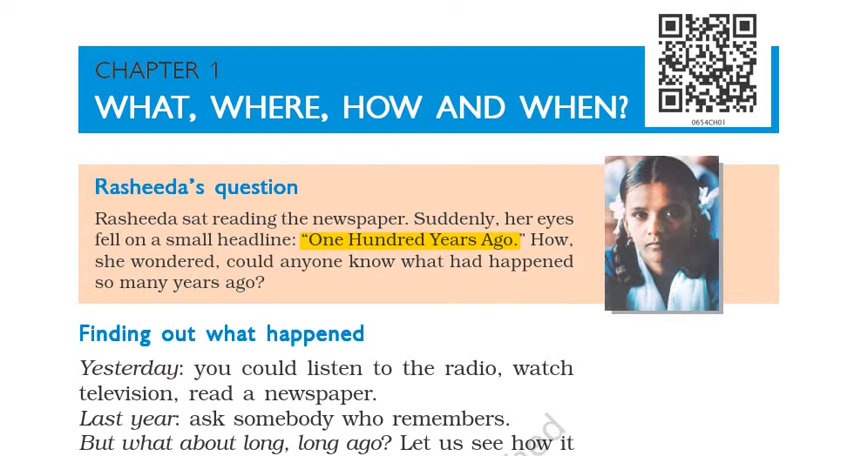 CHAPTER 1
WHAT, WHERE, HOW AND WHEN?
0654CH01
Rasheeda's question
Rasheeda sat reading the newspaper. Suddenly, her eyes
fell on a small headline: “One Hundred Years Ago.” How,
she wondered, could anyone know what had happened
so many years ago?
Finding out what happened
Yesterday: you could listen to the radio, watch
television, read a newspaper.
Last year: ask somebody who remembers.
But what about long, long ago? Let us see how it